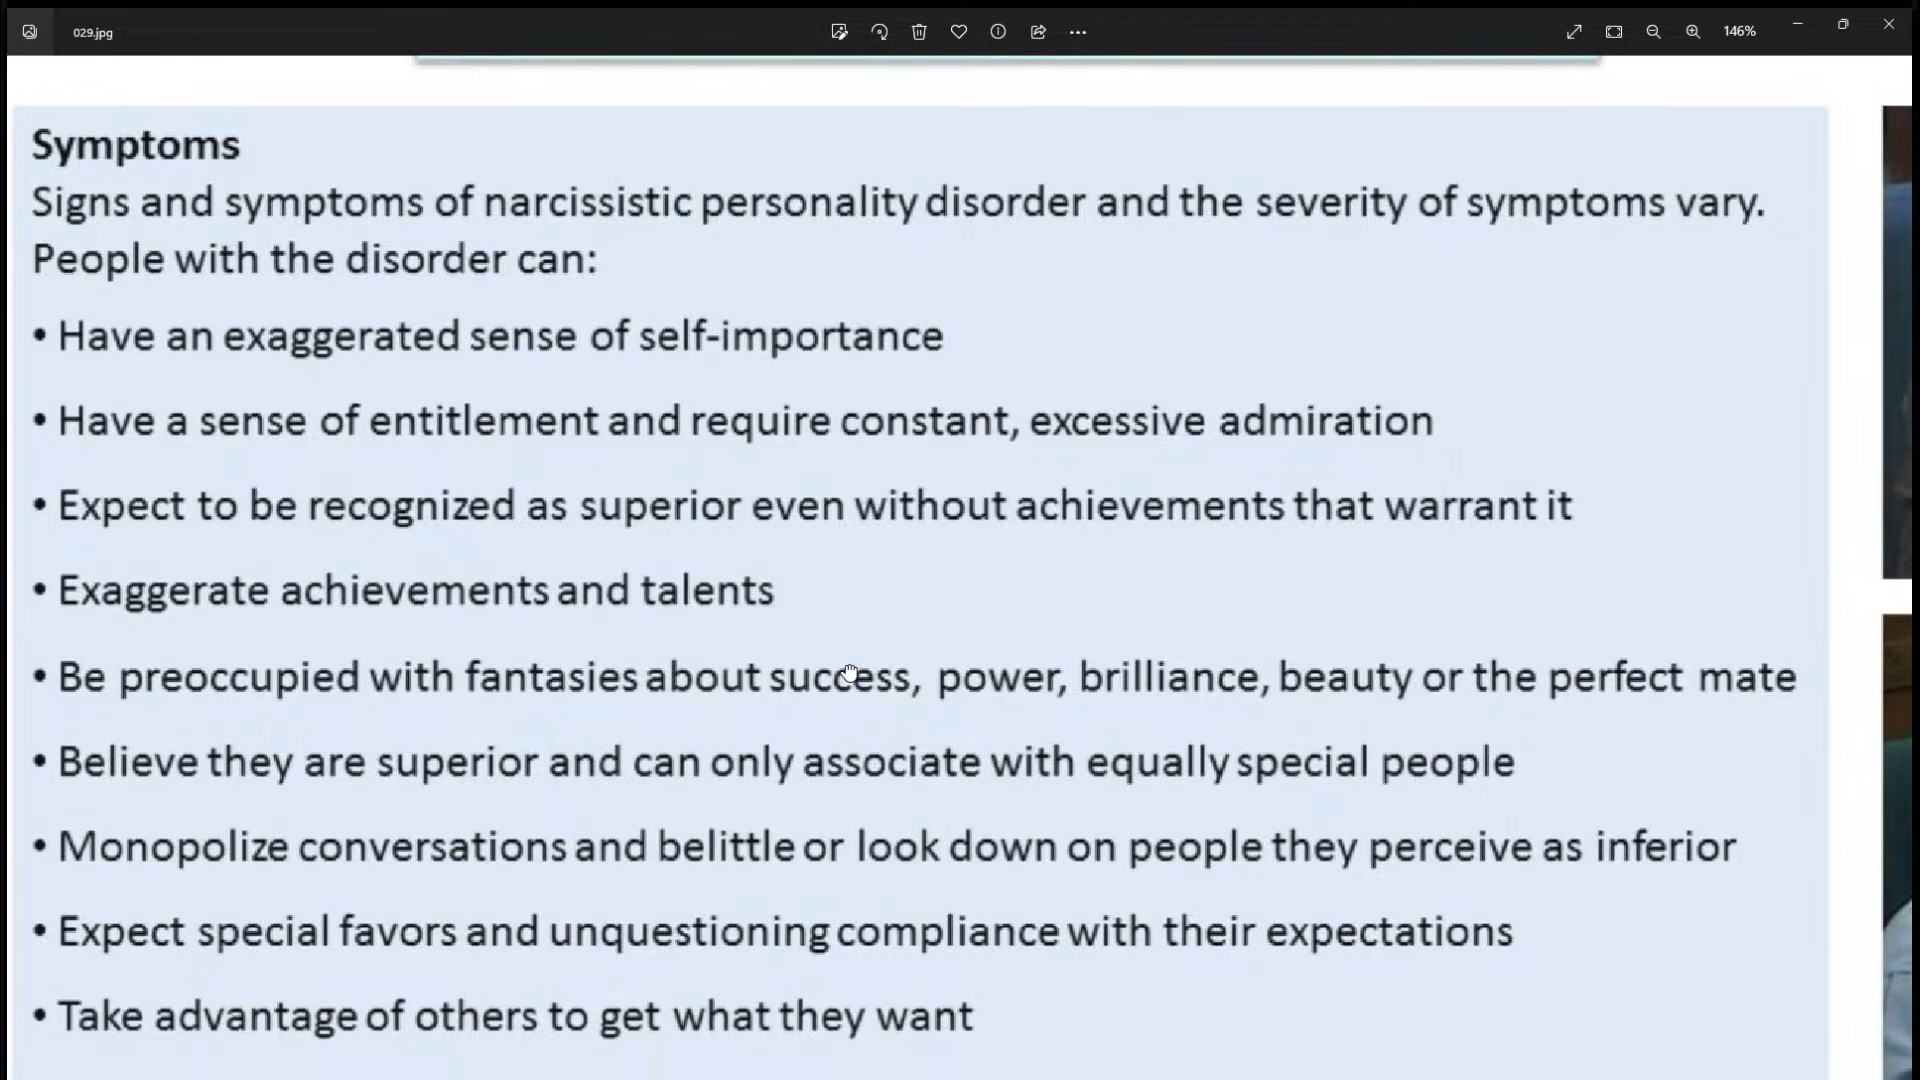 029.jpg
146%
Symptoms
Signs and symptoms of narcissistic personality disorder and the severity of symptoms vary.
People with the disorder can:
• Have an exaggerated sense of self-importance
• Have a sense of entitlement and require constant, excessive admiration
• Expect to be recognized as superior even without achievements that warrant it
• Exaggerate achievements and talents
• Be preoccupied with fantasies about success, power, brilliance, beauty or the perfect mate
• Believe they are superior and can only associate with equally special people
• Monopolize conversations and belittle or look down on people they perceive as inferior
• Expect special favors and unquestioning compliance with their expectations
• Take advantage of others to get what they want